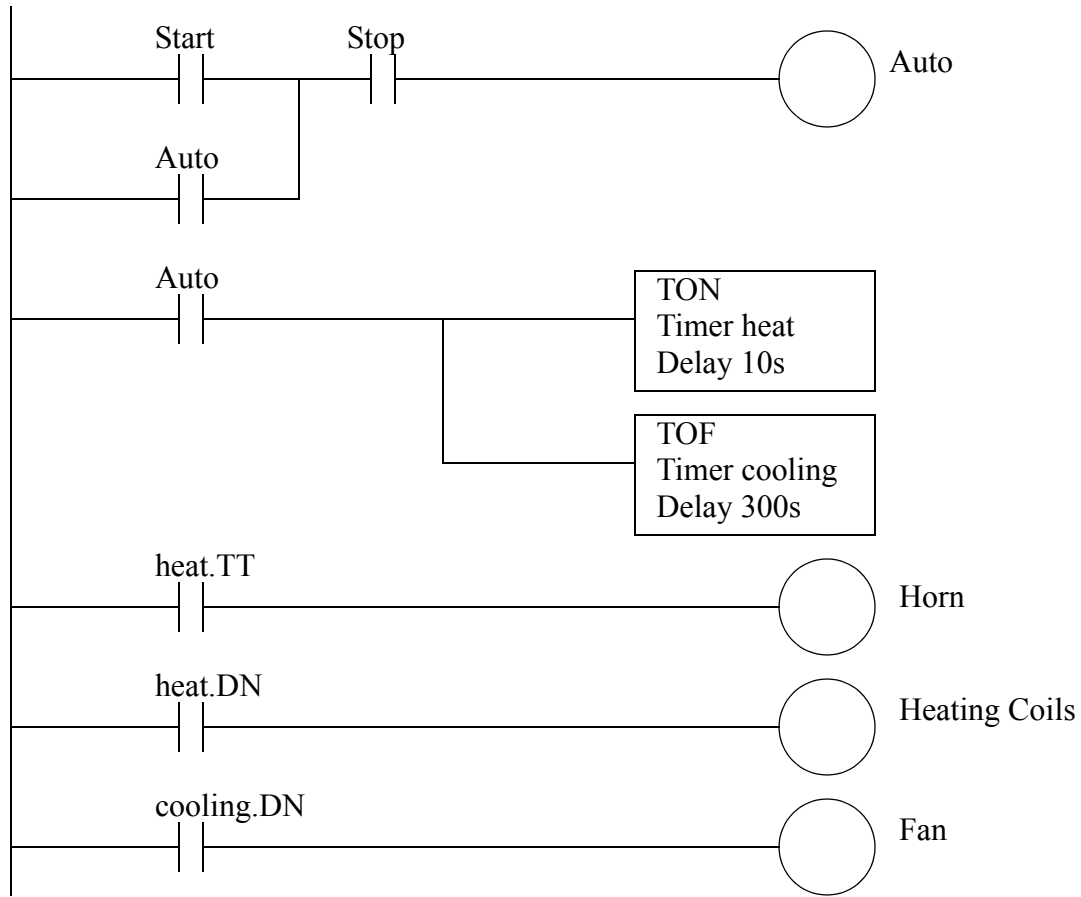 Start
Stop
Auto
Auto
Auto
TON
Timer heat
Delay 10s
TOF
Timer cooling
Delay 300s
heat.TT
Horn
heat.DN
Heating Coils
cooling.DN
Fan